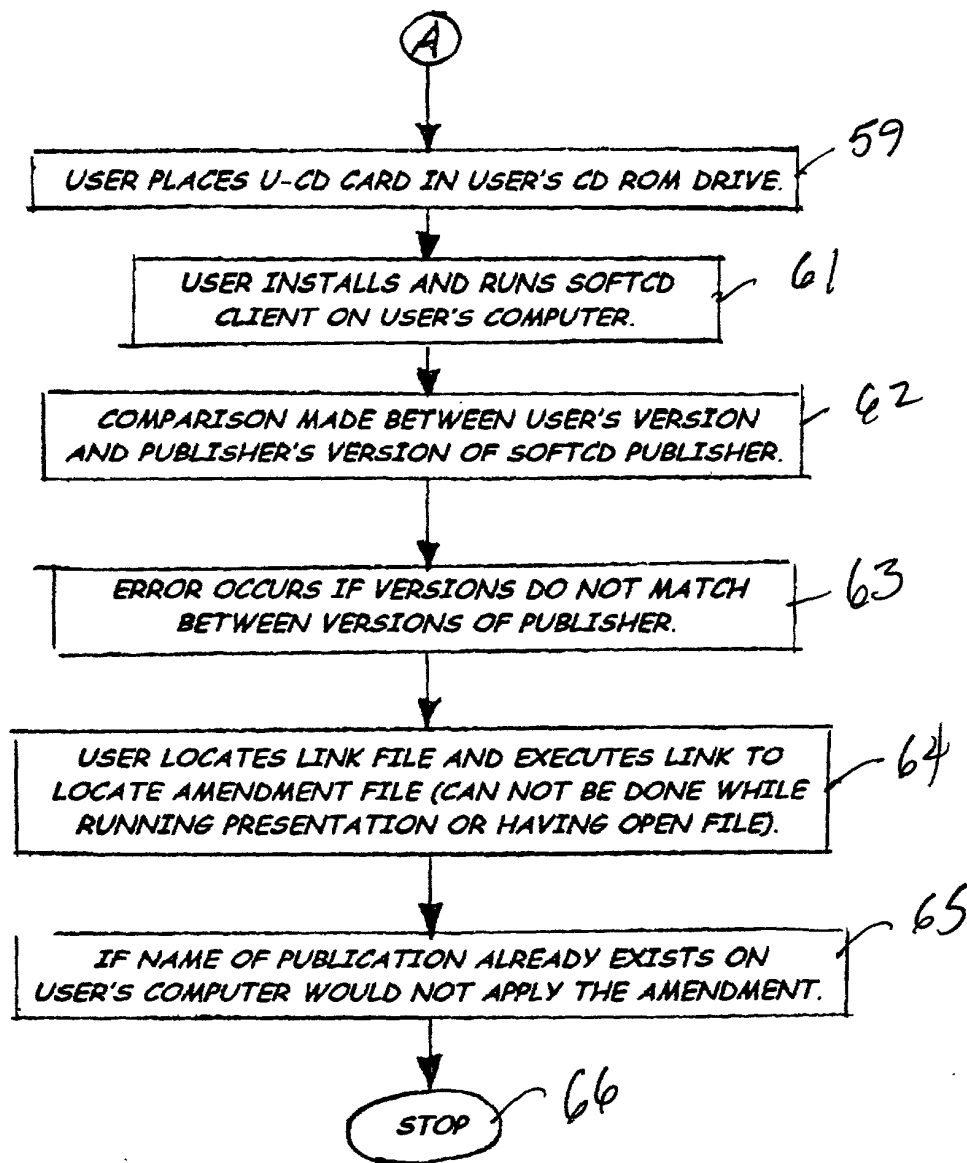 A
59
USER PLACES U-CD CARD IN USER'S CD ROM DRIVE.
61
USER INSTALLS AND RUNS SOFTCD
CLIENT ON USER'S COMPUTER.
62
COMPARISON MADE BETWEEN USER'S VERSION
AND PUBLISHER'S VERSION OF SOFTCD PUBLISHER.
63
ERROR OCCURS IF VERSIONS DO NOT MATCH
BETWEEN VERSIONS OF PUBLISHER.
64
USER LOCATES LINK FILE AND EXECUTES LINK TO
LOCATE AMENDMENT FILE (CAN NOT BE DONE WHILE
RUNNING PRESENTATION OR HAVING OPEN FILE).
65
IF NAME OF PUBLICATION ALREADY EXISTS ON
USER'S COMPUTER WOULD NOT APPLY THE AMENDMENT.
66
STOP